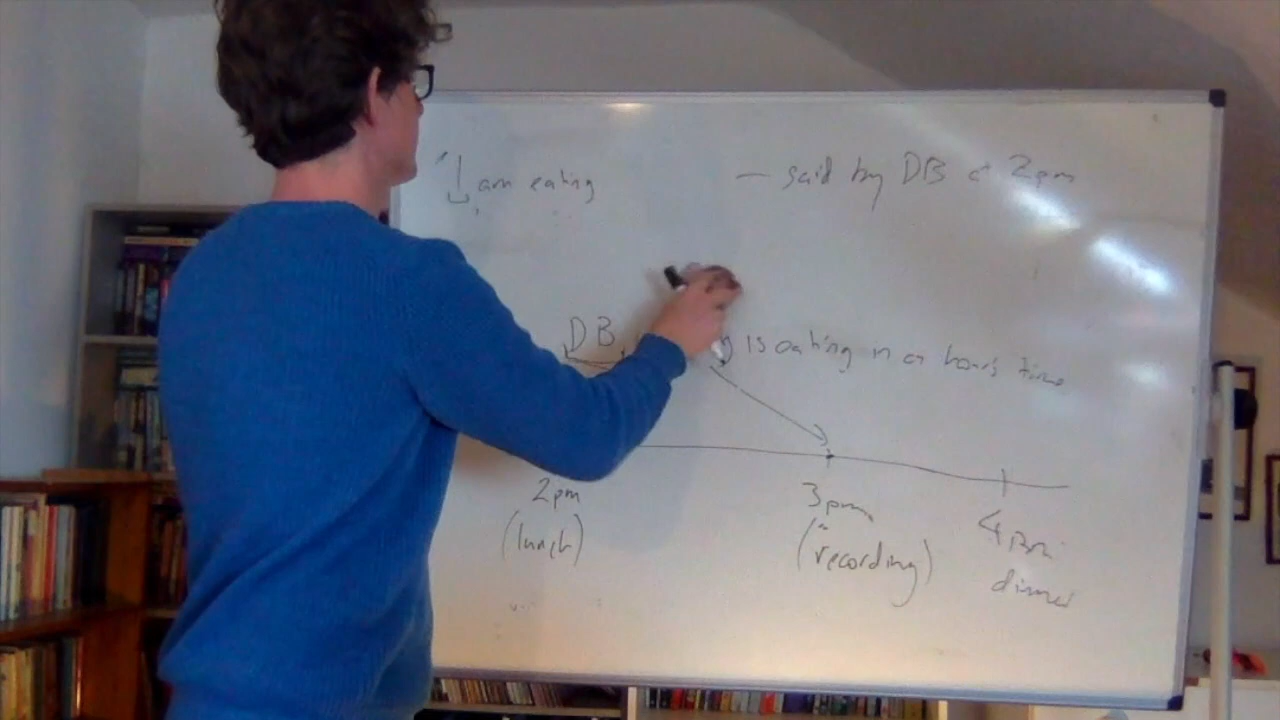 "I am eating — said by DB @ 2pm
DB is eating in an hour's time
2pm 3pm 4pm
(lunch) (recording) dinner